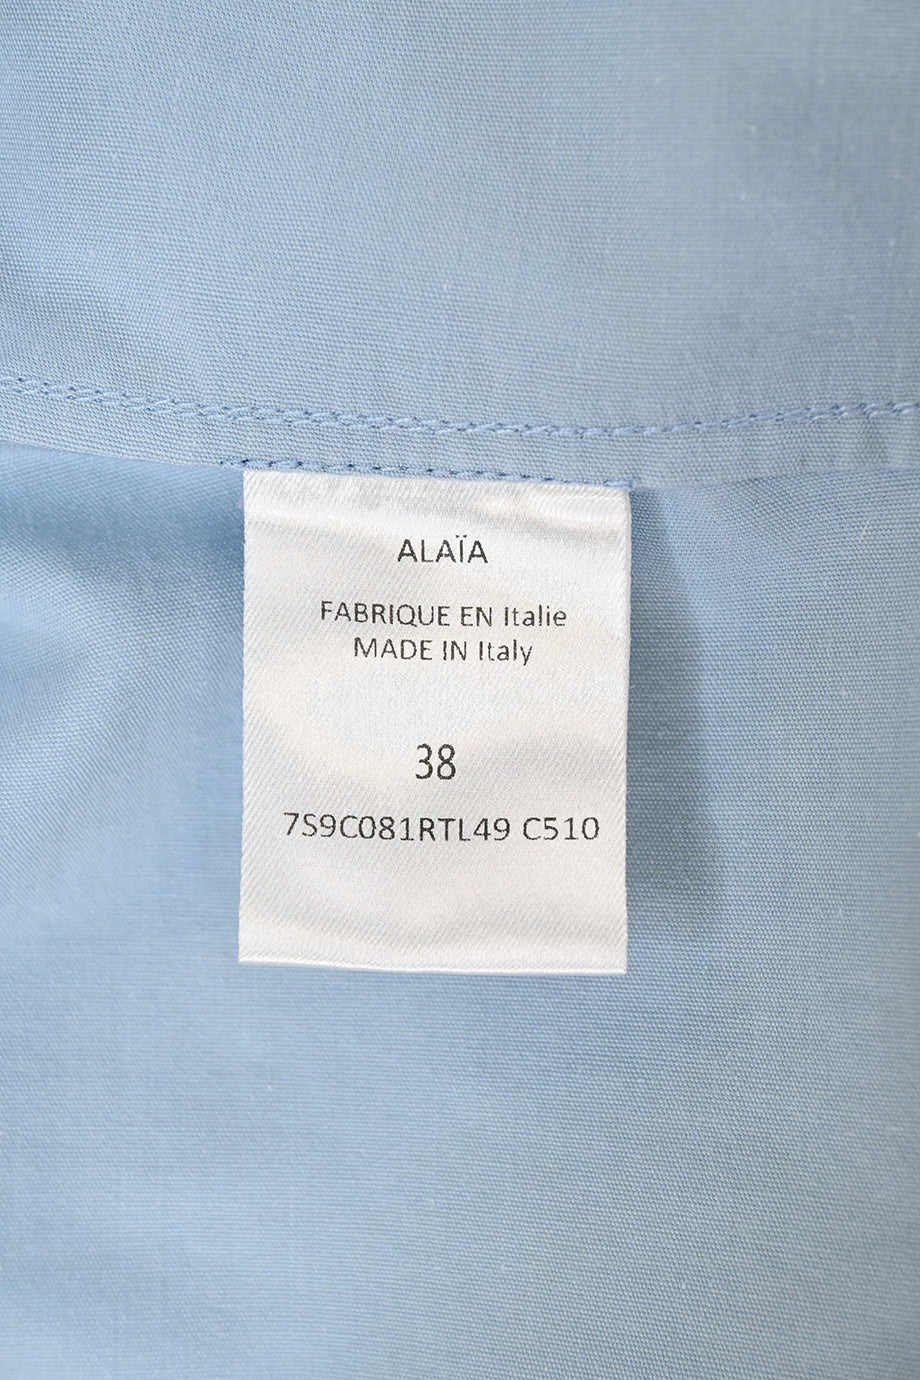 ALAÏA
FABRIQUE EN Italie
MADE IN Italy
38
7S9C081RTL49 C510